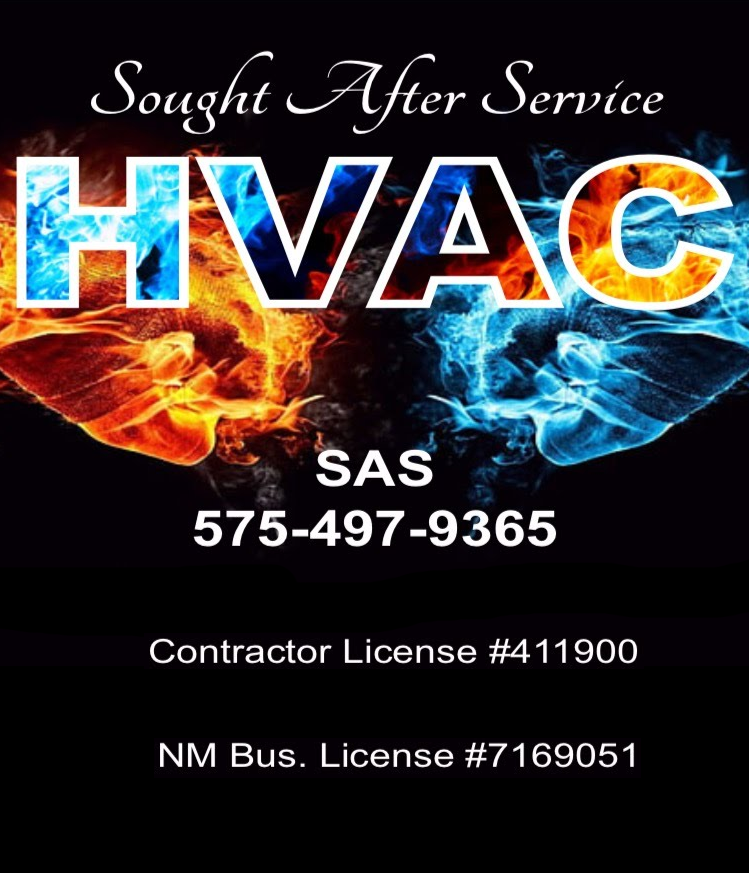 Sought After Service
HVAC
SAS
575-497-9365
Contractor License #411900
NM Bus. License #7169051